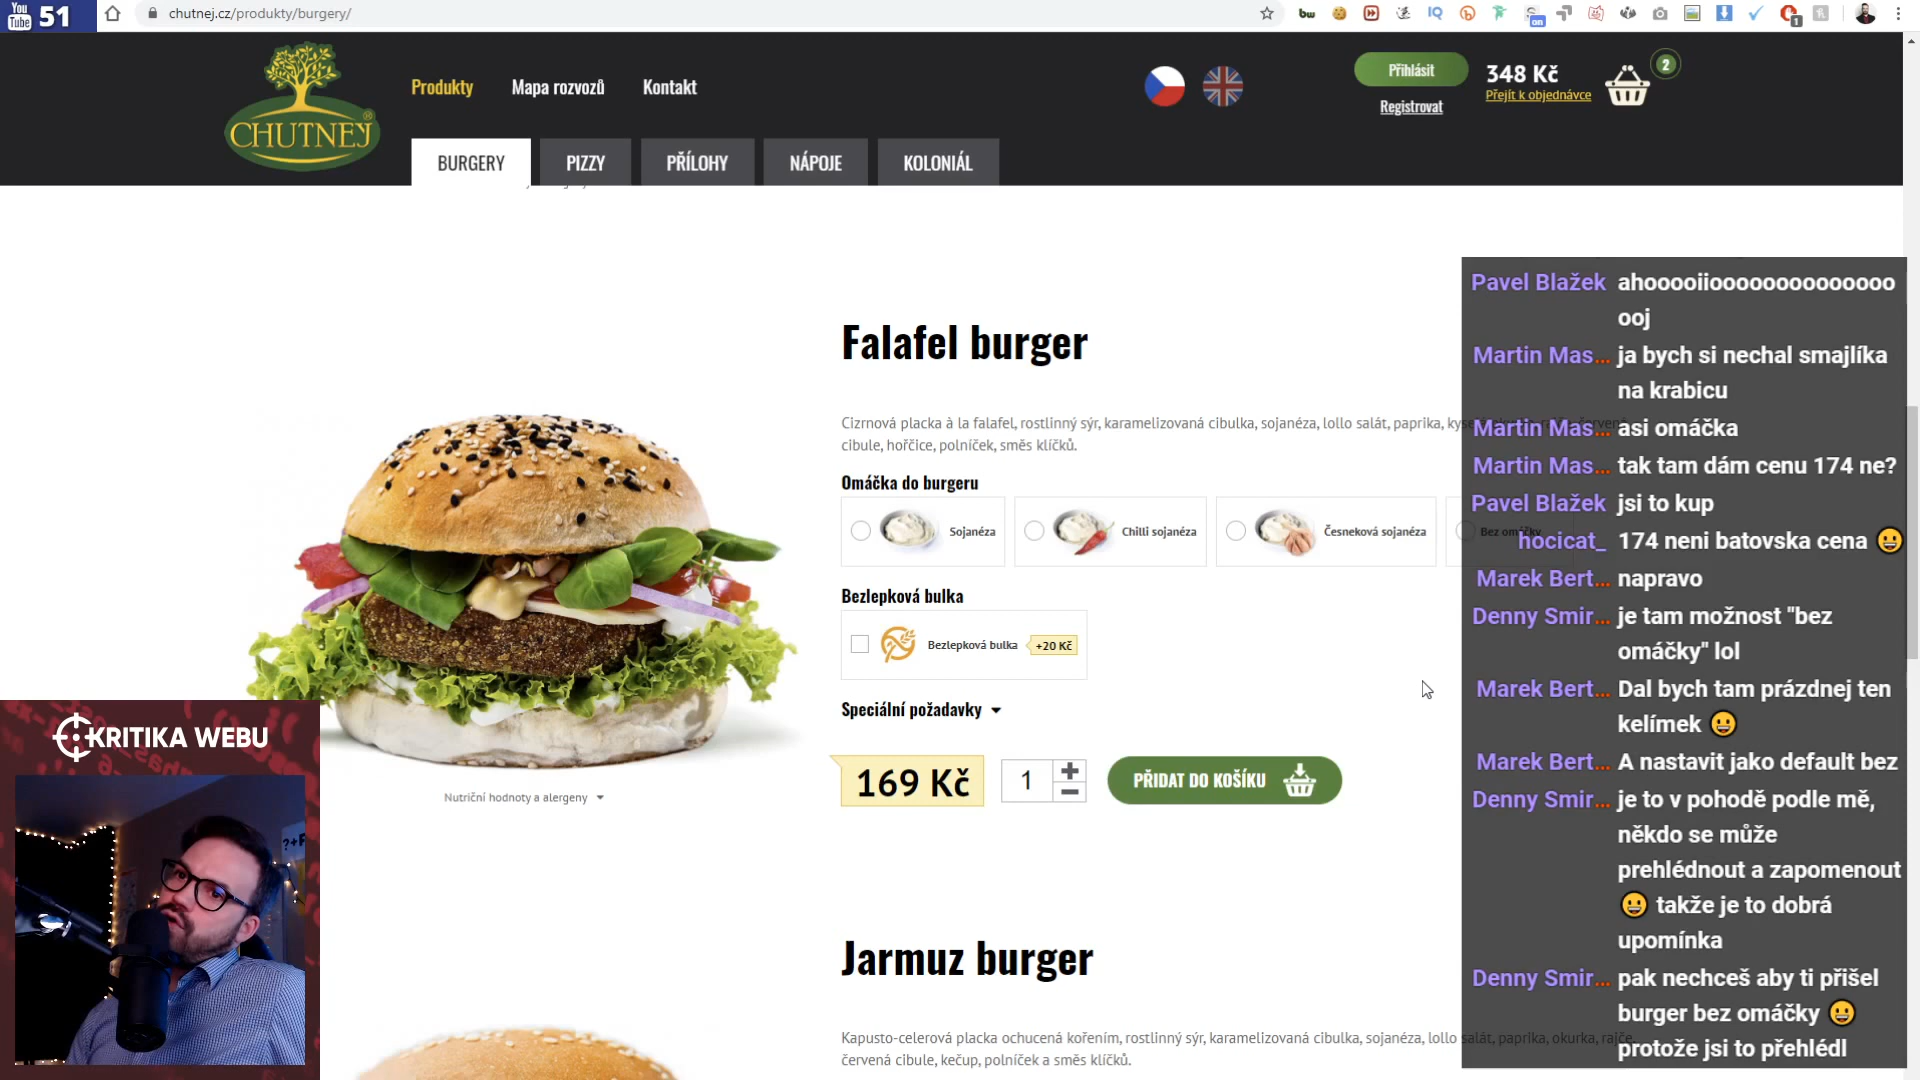 You
Tube 51
chutnej.cz/produkty/burgery/
CHUTNEJ®
Produkty
Mapa rozvozů
Kontakt
Přihlásit
Registrovat
348 Kč
Přejít k objednávce
2
BURGERY
PIZZY
PŘÍLOHY
NÁPOJE
KOLONIÁL
Falafel burger
Cizrnová placka à la falafel, rostlinný sýr, karamelizovaná cibulka, sojanéza, lollo salát, paprika,
cibule, hořčice, polníček, směs klíčků.
Omáčka do burgeru
Sojanéza
Chilli sojanéza
Česneková sojanéza
Bez omáčky
Bezlepková bulka
Bezlepková bulka
+20 Kč
Speciální požadavky
169 Kč
1
PŘIDAT DO KOŠÍKU
Nutriční hodnoty a alergeny
Jarmuz burger
Kapusto-celerová placka ochucená kořením, rostlinný sýr, karamelizovaná cibulka, sojanéza, lollo salát, paprika, okurka, rajče,
červená cibule, kečup, polníček a směs klíčků.
KRITIKA WEBU
Pavel Blažek ahooooiioooooooooooooo
ooj
Martin Mas... ja bych si nechal smajlíka
na krabicu
Martin Mas... asi omáčka
Martin Mas... tak tam dám cenu 174 ne?
Pavel Blažek jsi to kup
hocicat_ 174 neni batovska cena 😀
Marek Bert... napravo
Denny Smir... je tam možnost "bez
omáčky" lol
Marek Bert... Dal bych tam prázdnej ten
kelímek 😀
Marek Bert... A nastavit jako default bez
Denny Smir... je to v pohodě podle mě,
někdo se může
prehlédnout a zapomenout
😀 takže je to dobrá
upomínka
Denny Smir... pak nechceš aby ti přišel
burger bez omáčky 😀
protože jsi to přehlédl